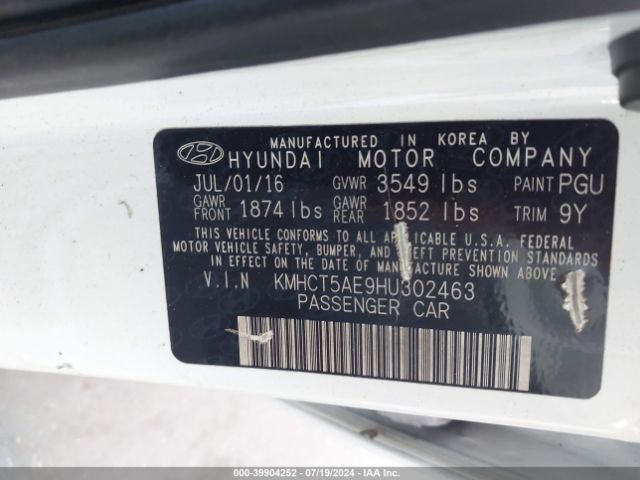 MANUFACTURED IN KOREA BY
HYUNDAI MOTOR COMPANY
JUL/01/16 GVWR 3549 lbs PAINT PGU
GAWR FRONT 1874 lbs GAWR REAR 1852 lbs TRIM 9Y
THIS VEHICLE CONFORMS TO ALL APPLICABLE U.S.A. FEDERAL
MOTOR VEHICLE SAFETY, BUMPER, AND THEFT PREVENTION STANDARDS
IN EFFECT ON THE DATE OF MANUFACTURE SHOWN ABOVE.
V.I.N KMHCT5AE9HU302463
PASSENGER CAR
STOCK #: 39904252 - 07/19/2024 - IAA Inc.